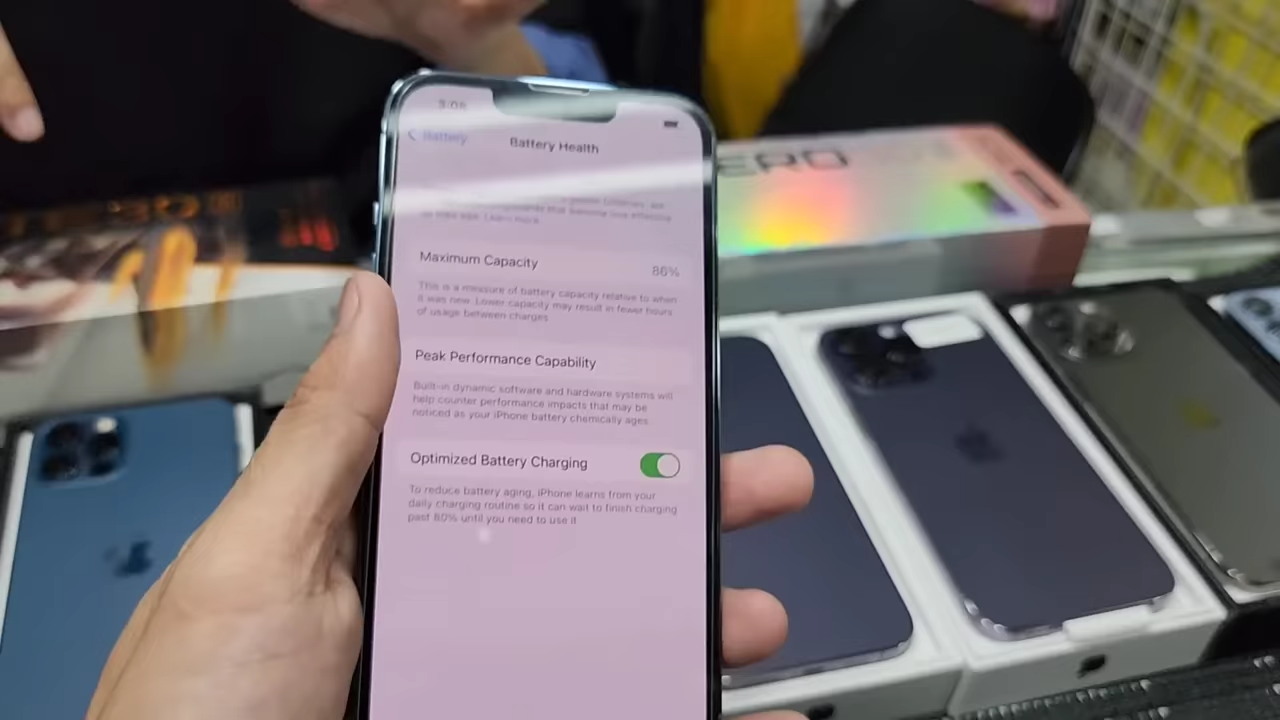 3:08
Battery
Battery Health
Maximum Capacity
86%
This is a measure of battery capacity relative to when
it was new. Lower capacity may result in fewer hours
of usage between charges.
Peak Performance Capability
Built-in dynamic software and hardware systems will
help counter performance impacts that may be
noticed as your iPhone battery chemically ages.
Optimized Battery Charging
To reduce battery aging, iPhone learns from your
daily charging routine so it can wait to finish charging
past 80% until you need to use it.
ERO